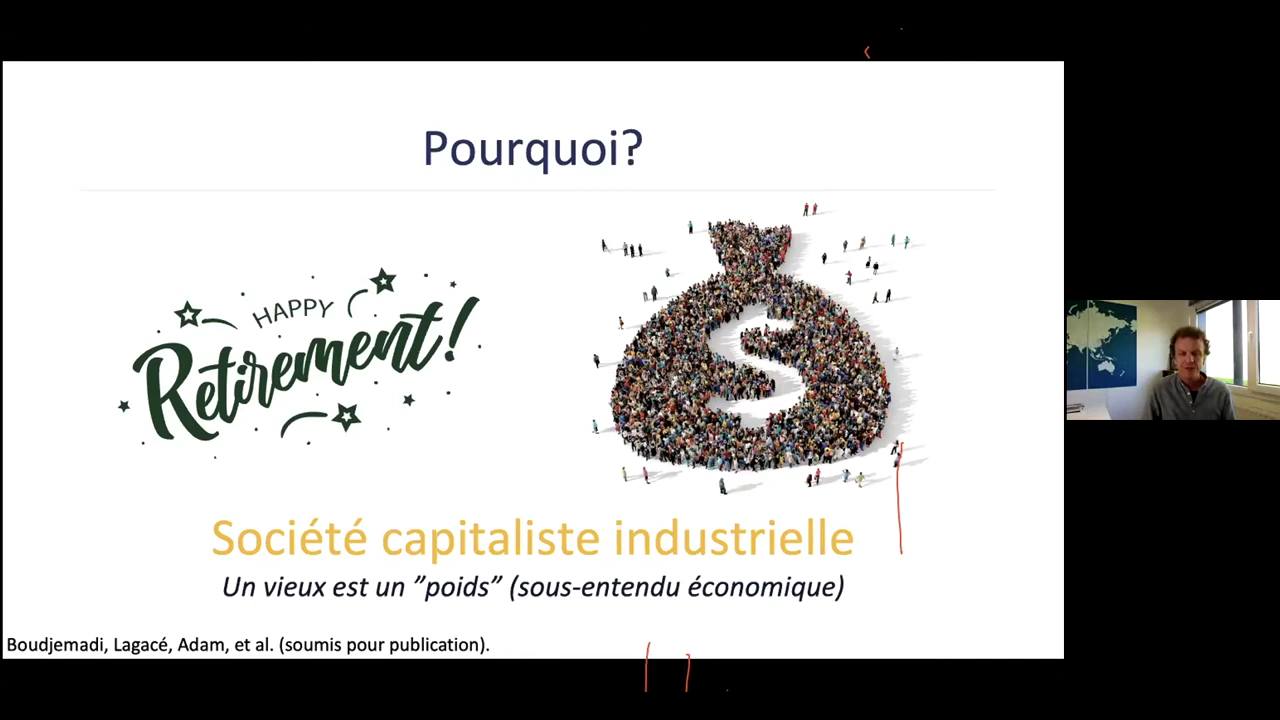 Pourquoi?
HAPPY
Retirement!
Société capitaliste industrielle
Un vieux est un ”poids” (sous-entendu économique)
Boudjemadi, Lagacé, Adam, et al. (soumis pour publication).